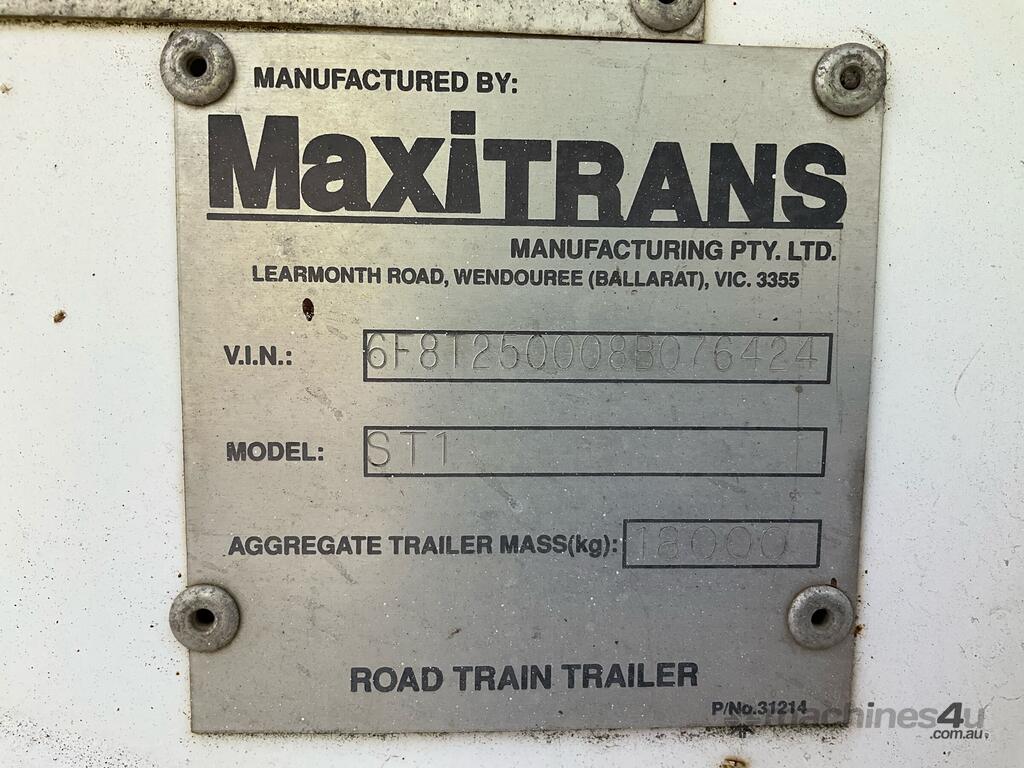 MANUFACTURED BY:
MaxiTRANS
MANUFACTURING PTY. LTD.
LEARMONTH ROAD, WENDOUREE (BALLARAT), VIC. 3355
V.I.N.: 6F8T250008B076424
MODEL: ST1
AGGREGATE TRAILER MASS(kg): 18000
ROAD TRAIN TRAILER
P/No.31214
machines4u
.com.au